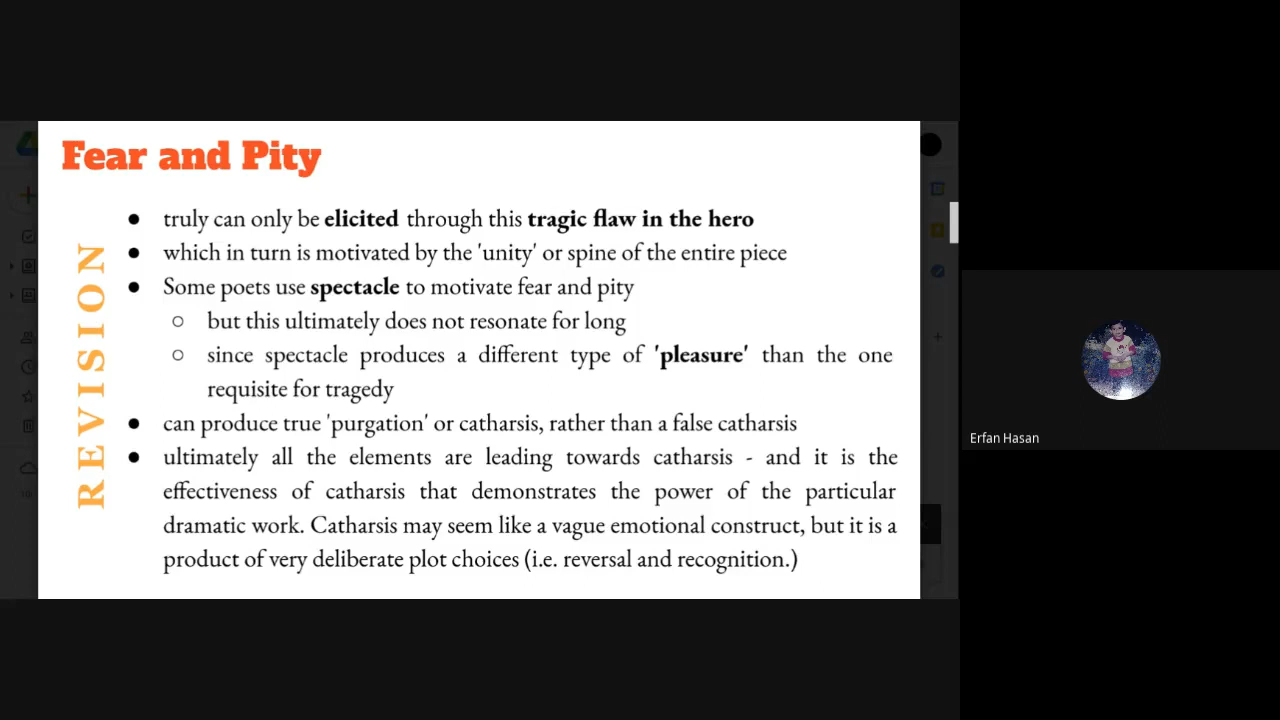 Fear and Pity
REVISION
● truly can only be elicited through this tragic flaw in the hero
● which in turn is motivated by the 'unity' or spine of the entire piece
● Some poets use spectacle to motivate fear and pity
○ but this ultimately does not resonate for long
○ since spectacle produces a different type of 'pleasure' than the one
requisite for tragedy
● can produce true 'purgation' or catharsis, rather than a false catharsis
● ultimately all the elements are leading towards catharsis - and it is the
effectiveness of catharsis that demonstrates the power of the particular
dramatic work. Catharsis may seem like a vague emotional construct, but it is a
product of very deliberate plot choices (i.e. reversal and recognition.)
Erfan Hasan